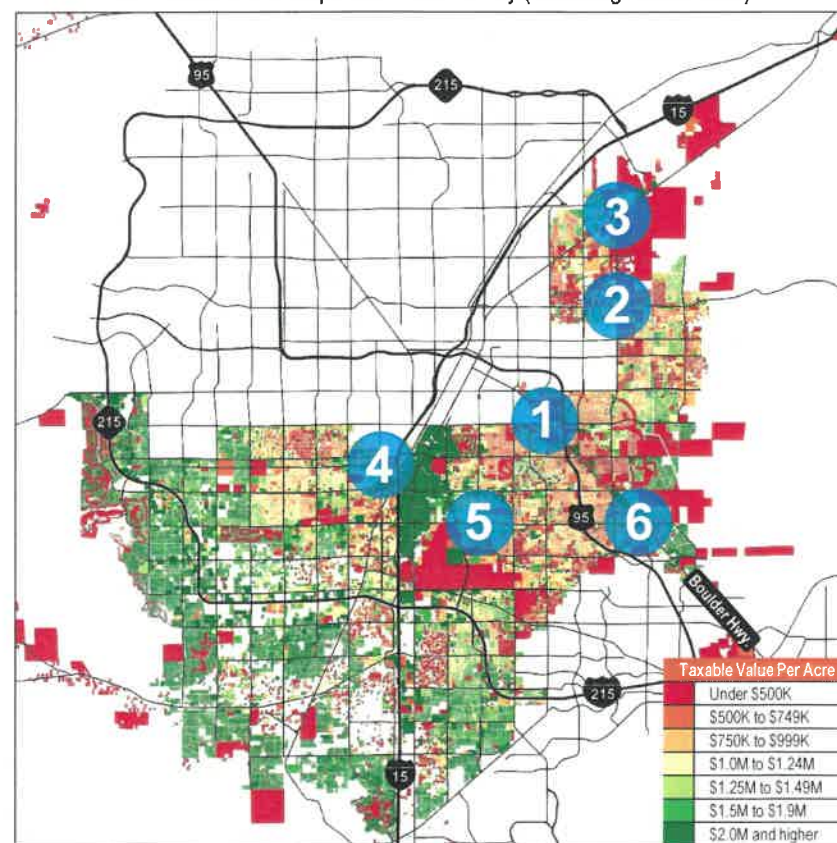 95
215
15
3
2
1
215
4
5
95
6
Boulder Hwy.
215
15
Taxable Value Per Acre
Under $500K
$500K to $749K
$750K to $999K
$1.0M to $1.24M
$1.25M to $1.49M
$1.5M to $1.9M
$2.0M and higher